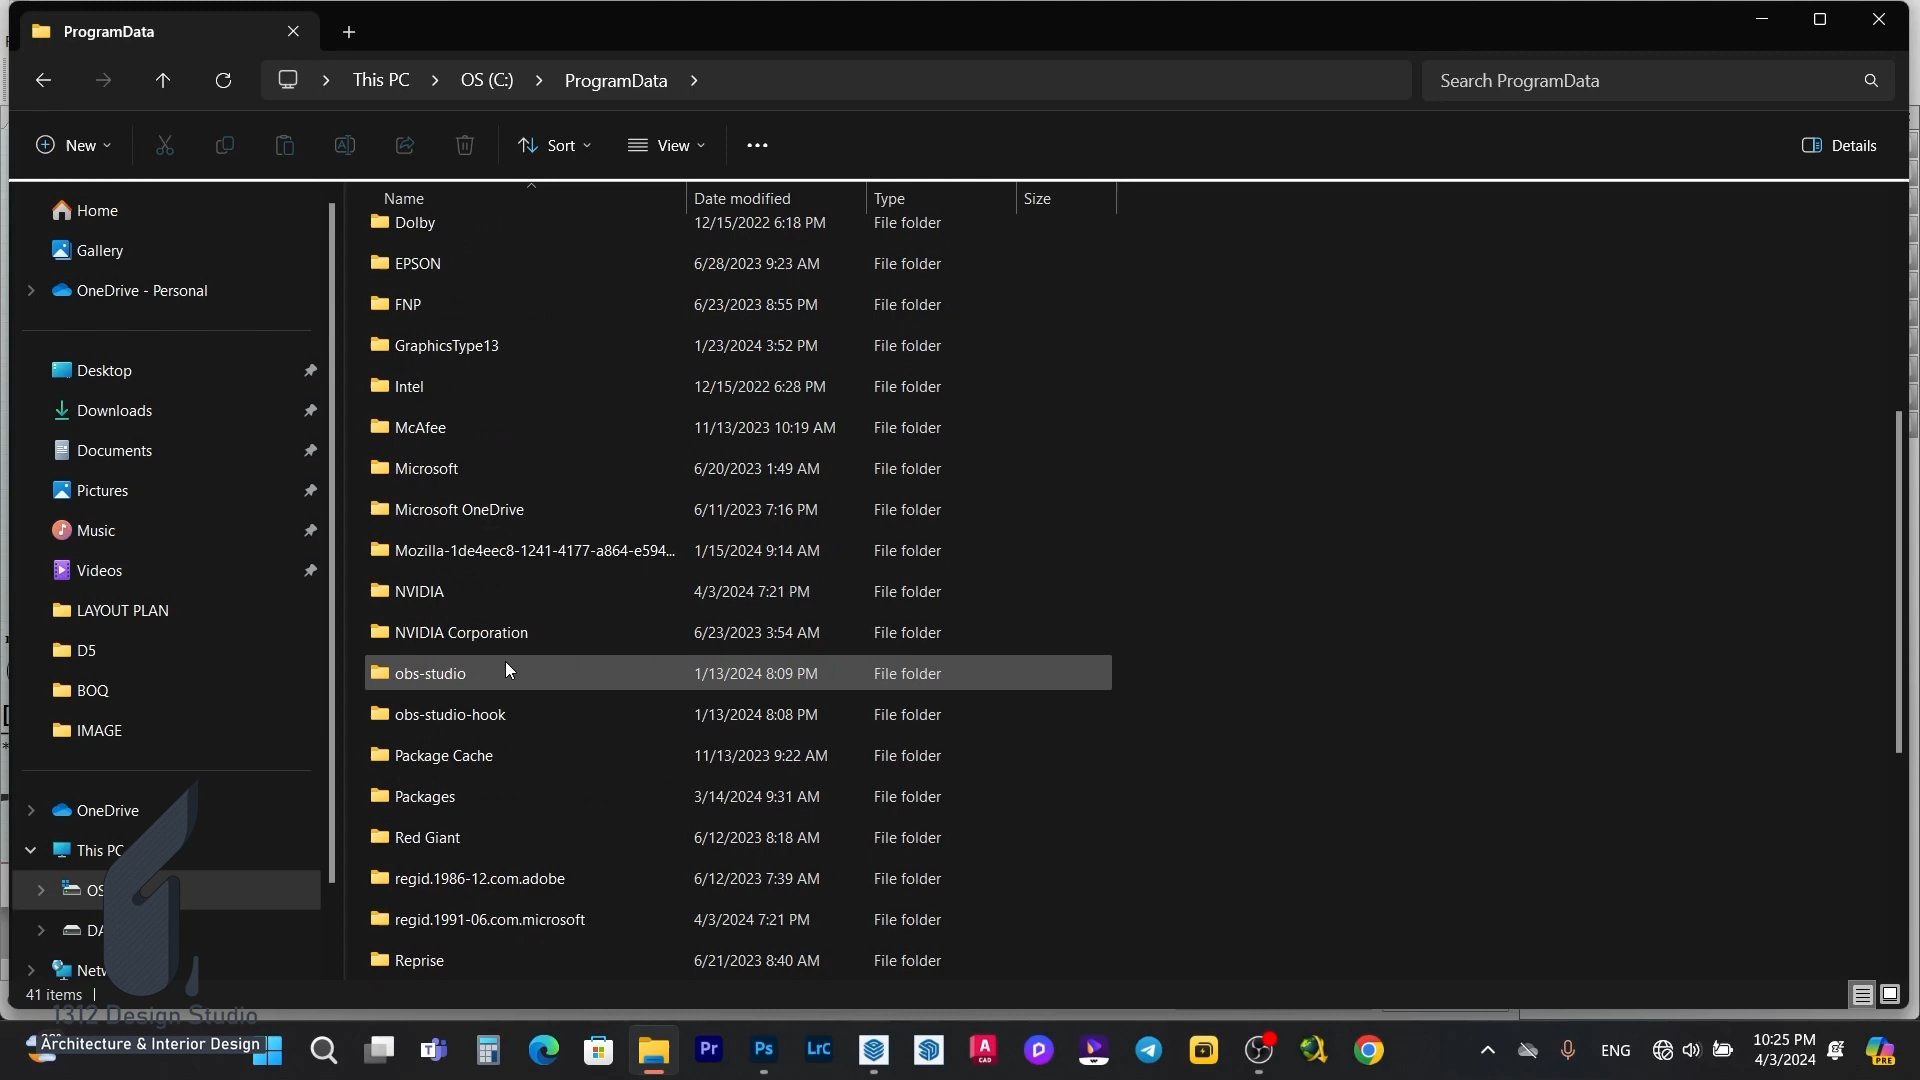 ProgramData
This PC
OS (C:)
ProgramData
Search ProgramData
New
Sort
View
Details
Home
Gallery
OneDrive - Personal
Desktop
Downloads
Documents
Pictures
Music
Videos
LAYOUT PLAN
D5
BOQ
IMAGE
OneDrive
This PC
OS
DA
Netw
41 items
Name Date modified Type Size
Dolby 12/15/2022 6:18 PM File folder
EPSON 6/28/2023 9:23 AM File folder
FNP 6/23/2023 8:55 PM File folder
GraphicsType13 1/23/2024 3:52 PM File folder
Intel 12/15/2022 6:28 PM File folder
McAfee 11/13/2023 10:19 AM File folder
Microsoft 6/20/2023 1:49 AM File folder
Microsoft OneDrive 6/11/2023 7:16 PM File folder
Mozilla-1de4eec8-1241-4177-a864-e594... 1/15/2024 9:14 AM File folder
NVIDIA 4/3/2024 7:21 PM File folder
NVIDIA Corporation 6/23/2023 3:54 AM File folder
obs-studio 1/13/2024 8:09 PM File folder
obs-studio-hook 1/13/2024 8:08 PM File folder
Package Cache 11/13/2023 9:22 AM File folder
Packages 3/14/2024 9:31 AM File folder
Red Giant 6/12/2023 8:18 AM File folder
regid.1986-12.com.adobe 6/12/2023 7:39 AM File folder
regid.1991-06.com.microsoft 4/3/2024 7:21 PM File folder
Reprise 6/21/2023 8:40 AM File folder
1312 Design Studio
Architecture & Interior Design
Pr
Ps
LrC
A
CAD
ENG
10:25 PM
4/3/2024
PRE